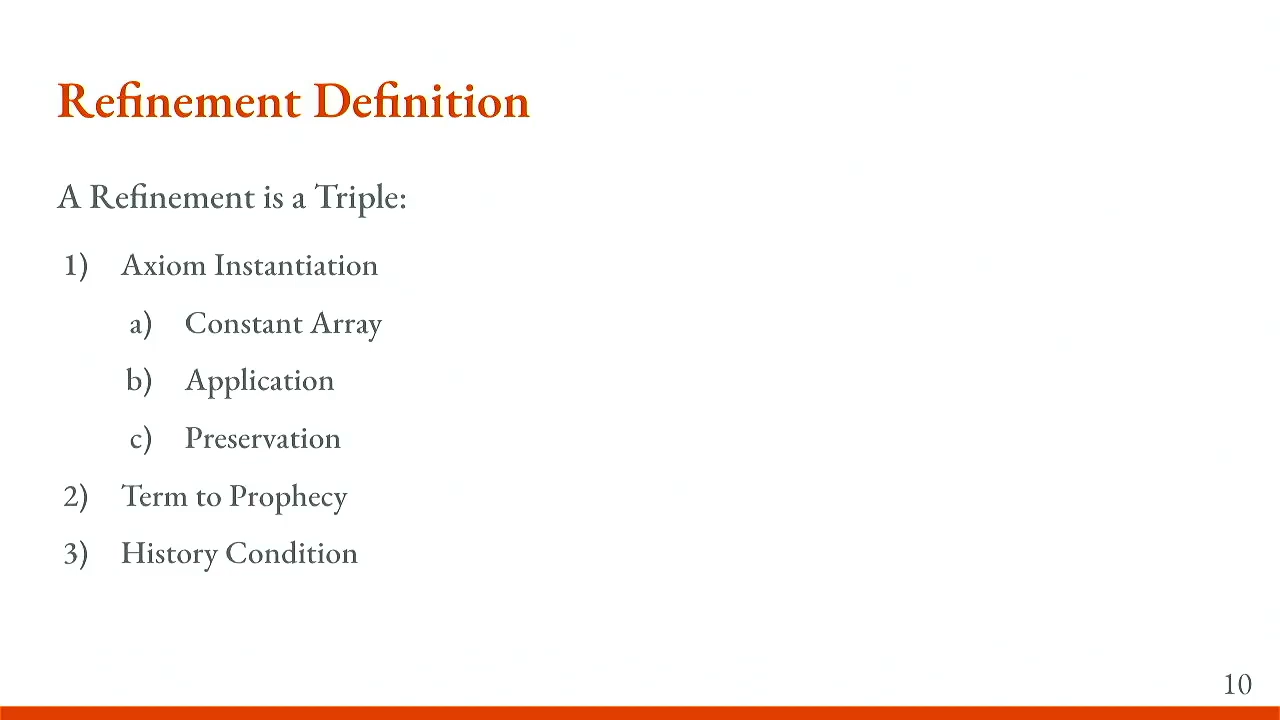 Refinement Definition
A Refinement is a Triple:
1) Axiom Instantiation
a) Constant Array
b) Application
c) Preservation
2) Term to Prophecy
3) History Condition
10